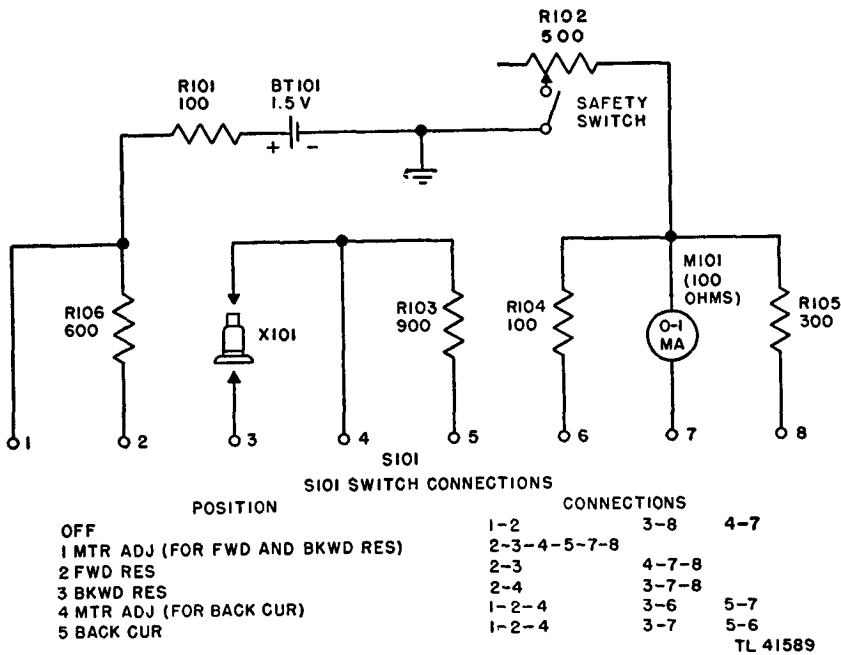 R102
500
R101
100
BT101
1.5 V
SAFETY
SWITCH
+ -
R106
600
X101
R103
900
R104
100
M101
(100
OHMS)
0-1
MA
R105
300
1 2 3 4 5 6 7 8
S101
S101 SWITCH CONNECTIONS
POSITION CONNECTIONS
OFF 1-2 3-8 4-7
1 MTR ADJ (FOR FWD AND BKWD RES) 2-3-4-5-7-8
2 FWD RES 2-3 4-7-8
3 BKWD RES 2-4 3-7-8
4 MTR ADJ (FOR BACK CUR) 1-2-4 3-6 5-7
5 BACK CUR 1-2-4 3-7 5-6
TL 41589